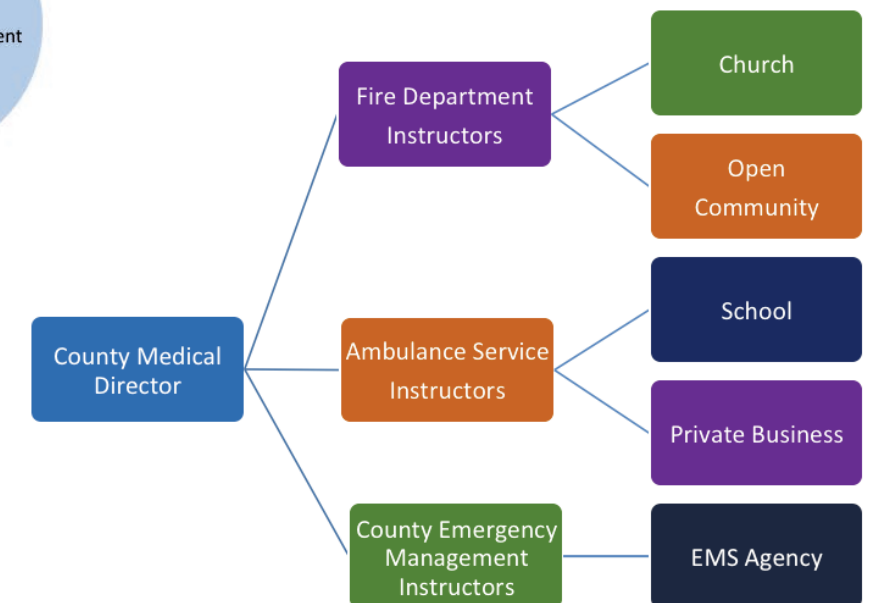 Church
Fire Department
Instructors
Open
Community
School
County Medical
Director
Ambulance Service
Instructors
Private Business
County Emergency
Management
Instructors
EMS Agency